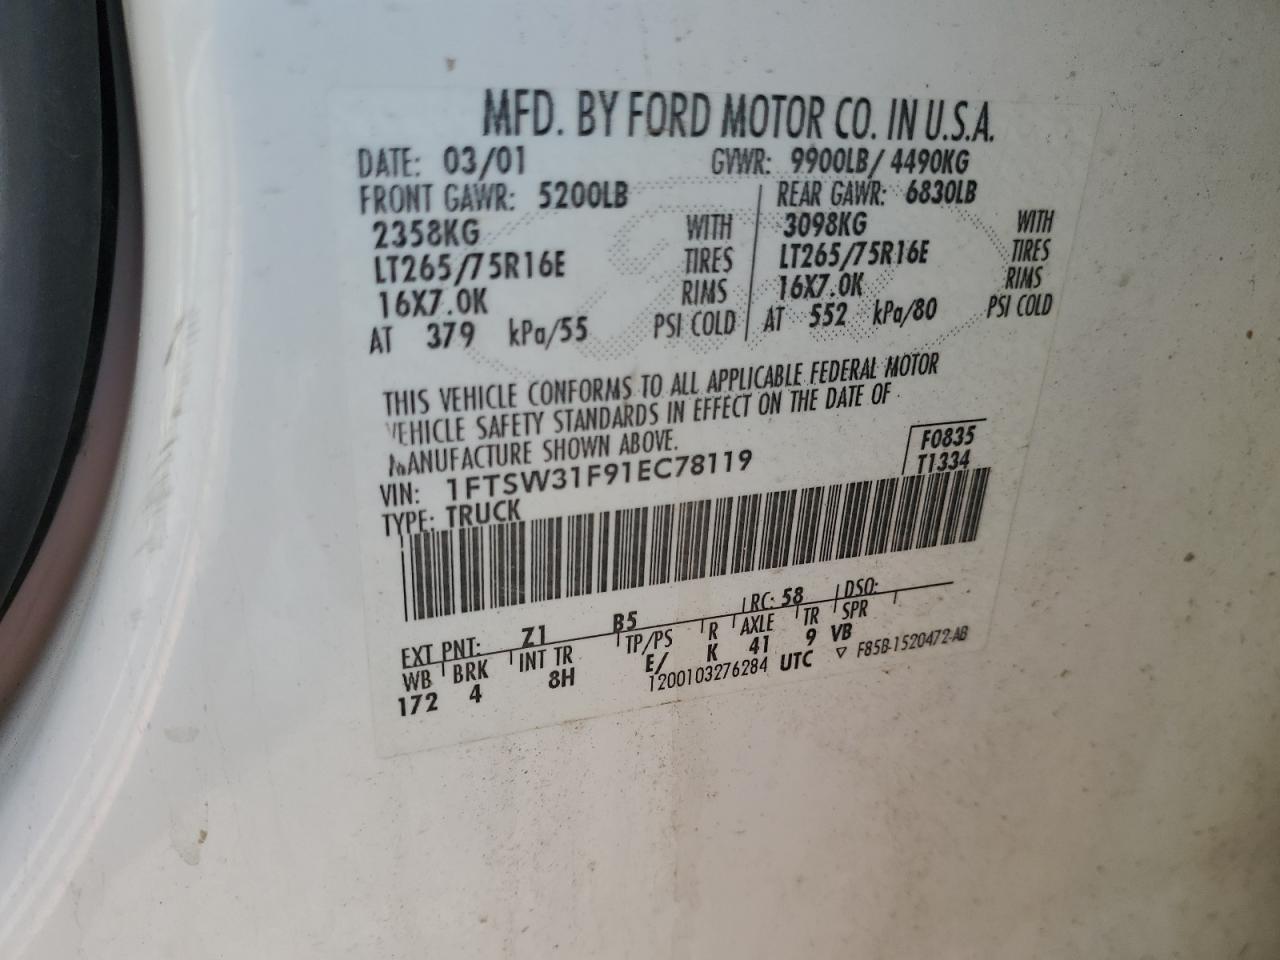 MFD. BY FORD MOTOR CO. IN U.S.A.
DATE: 03/01 GVWR: 9900LB/ 4490KG
FRONT GAWR: 5200LB REAR GAWR: 6830LB
2358KG WITH 3098KG WITH
LT265/75R16E TIRES LT265/75R16E TIRES
16X7.0K RIMS 16X7.0K RIMS
AT 379 kPa/55 PSI COLD AT 552 kPa/80 PSI COLD
THIS VEHICLE CONFORMS TO ALL APPLICABLE FEDERAL MOTOR
VEHICLE SAFETY STANDARDS IN EFFECT ON THE DATE OF
MANUFACTURE SHOWN ABOVE.
VIN: 1FTSW31F91EC78119
F0835
T1334
TYPE: TRUCK
EXT PNT: Z1 B5 RC: 58 DSO:
WB BRK INT TR TP/PS R AXLE TR SPR
172 4 8H E/ K 41 9 VB
1200103276284 UTC ▽ F85B-1520472-AB